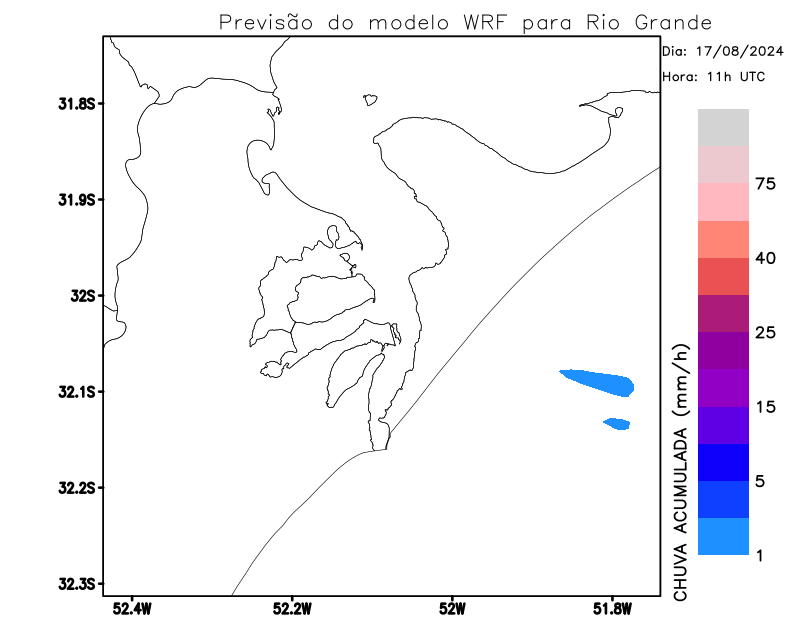 Previsão do modelo WRF para Rio Grande
Dia: 17/08/2024
Hora: 11h UTC
31.8S
31.9S
32S
32.1S
32.2S
32.3S
52.4W
52.2W
52W
51.8W
75
40
25
15
5
1
CHUVA ACUMULADA (mm/h)